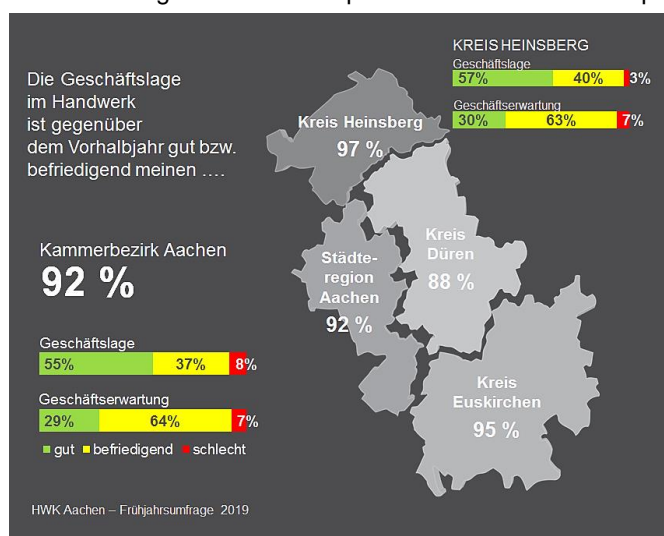 KREIS HEINSBERG
Geschäftslage
57% 40% 3%
Geschäftserwartung
30% 63% 7%
Die Geschäftslage
im Handwerk
ist gegenüber
dem Vorhalbjahr gut bzw.
befriedigend meinen ….
Kreis Heinsberg
97 %
Kreis
Düren
88 %
Städte-
region
Aachen
92 %
Kreis
Euskirchen
95 %
Kammerbezirk Aachen
92 %
Geschäftslage
55% 37% 8%
Geschäftserwartung
29% 64% 7%
gut befriedigend schlecht
HWK Aachen – Frühjahrsumfrage 2019